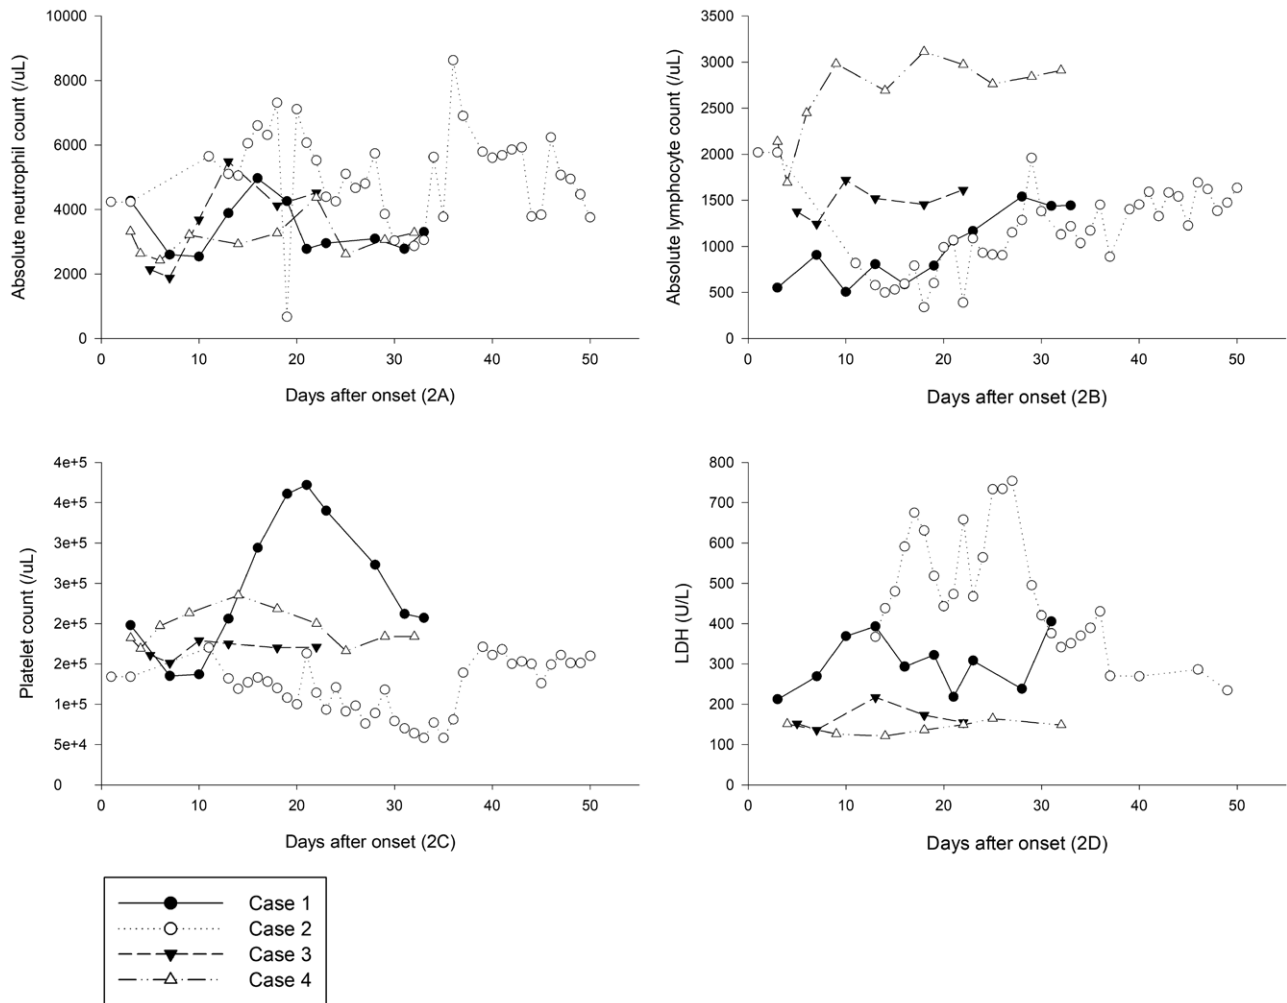 Absolute neutrophil count (/uL)
10000
8000
6000
4000
2000
0
0 10 20 30 40 50
Days after onset (2A)
Absolute lymphocyte count (/uL)
3500
3000
2500
2000
1500
1000
500
0
0 10 20 30 40 50
Days after onset (2B)
Platelet count (/uL)
4e+5
4e+5
3e+5
3e+5
2e+5
2e+5
1e+5
5e+4
0
0 10 20 30 40 50
Days after onset (2C)
LDH (U/L)
800
700
600
500
400
300
200
100
0
0 10 20 30 40 50
Days after onset (2D)
Case 1
Case 2
Case 3
Case 4